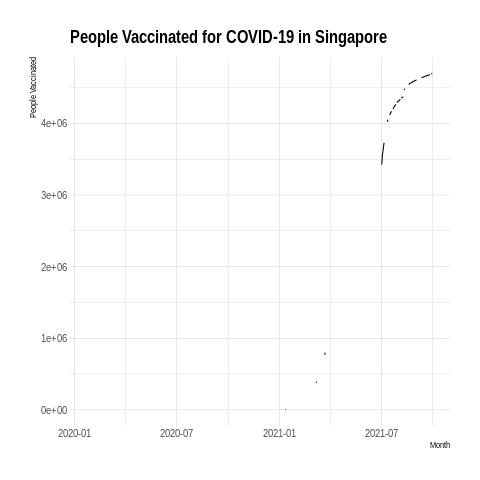 People Vaccinated for COVID-19 in Singapore
People Vaccinated
4e+06
3e+06
2e+06
1e+06
0e+00
2020-01 2020-07 2021-01 2021-07
Month